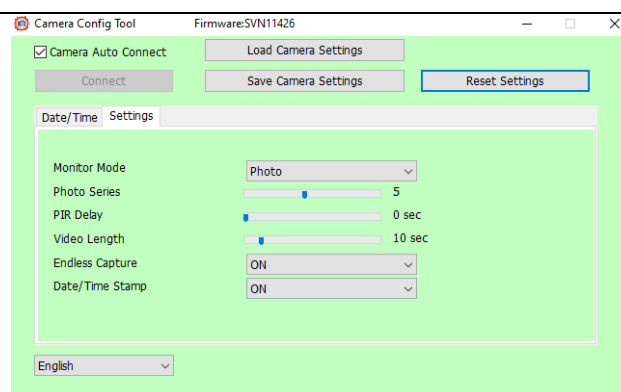 Camera Config Tool Firmware:SVN11426
Camera Auto Connect Load Camera Settings
Connect Save Camera Settings Reset Settings
Date/Time Settings
Monitor Mode Photo
Photo Series 5
PIR Delay 0 sec
Video Length 10 sec
Endless Capture ON
Date/Time Stamp ON
English